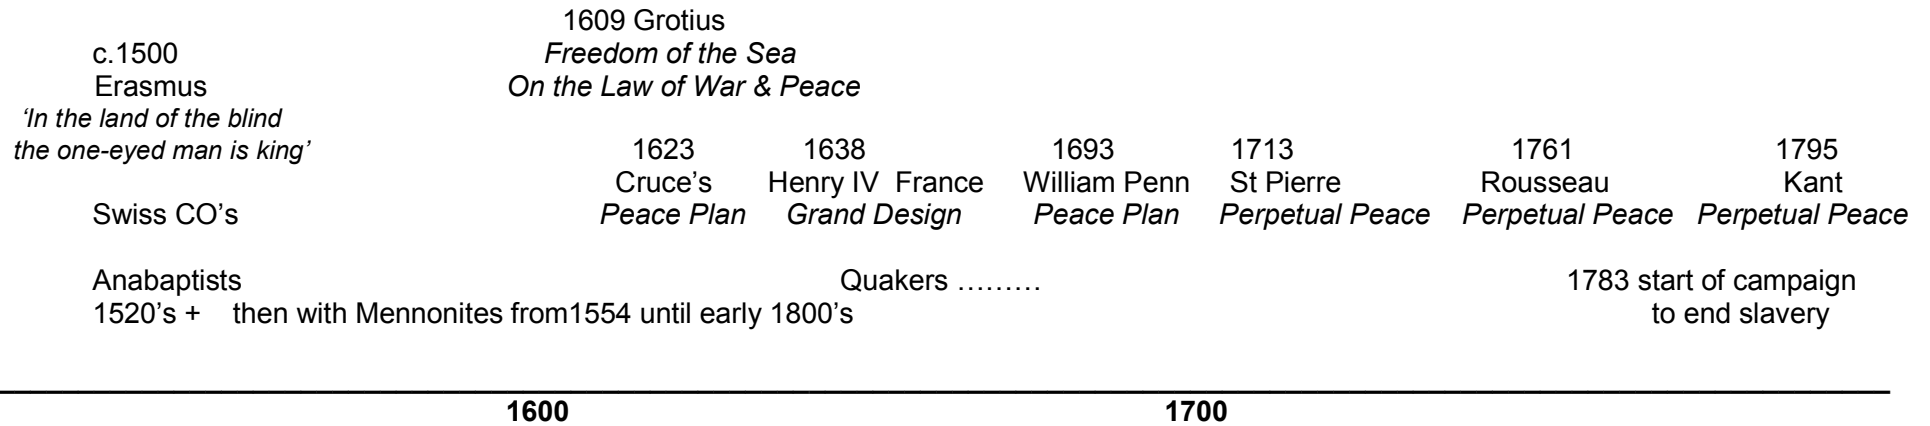 1609 Grotius
c.1500 Freedom of the Sea
Erasmus On the Law of War & Peace
‘In the land of the blind
the one-eyed man is king’ 1623 1638 1693 1713 1761 1795
Cruce’s Henry IV France William Penn St Pierre Rousseau Kant
Swiss CO’s Peace Plan Grand Design Peace Plan Perpetual Peace Perpetual Peace Perpetual Peace
Anabaptists Quakers ……… 1783 start of campaign
1520’s + then with Mennonites from1554 until early 1800’s to end slavery
1600 1700